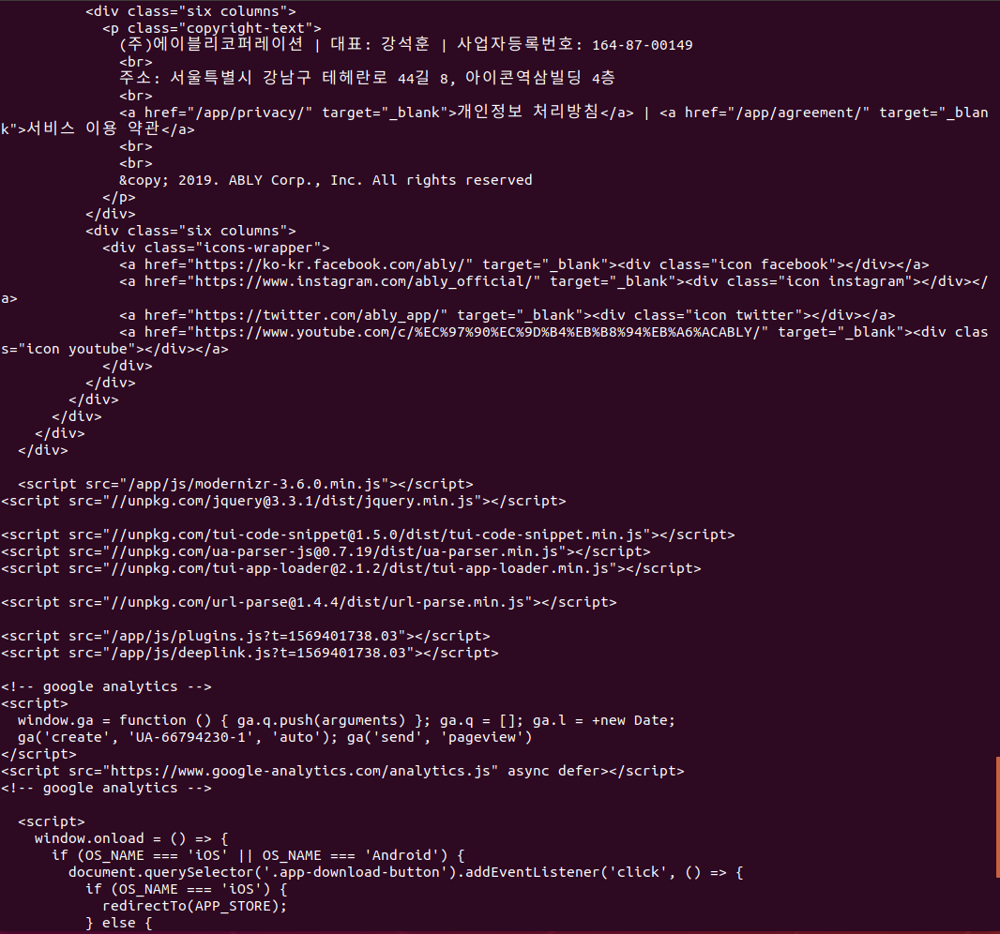 <div class="six columns">
<p class="copyright-text">
(주)에이블리코퍼레이션 | 대표: 강석훈 | 사업자등록번호: 164-87-00149
<br>
주소: 서울특별시 강남구 테헤란로 44길 8, 아이콘역삼빌딩 4층
<br>
<a href="/app/privacy/" target="_blank">개인정보 처리방침</a> | <a href="/app/agreement/" target="_blan
k">서비스 이용 약관</a>
<br>
<br>
&copy; 2019. ABLY Corp., Inc. All rights reserved
</p>
</div>
<div class="six columns">
<div class="icons-wrapper">
<a href="https://ko-kr.facebook.com/ably/" target="_blank"><div class="icon facebook"></div></a>
<a href="https://www.instagram.com/ably_official/" target="_blank"><div class="icon instagram"></div></
a>
<a href="https://twitter.com/ably_app/" target="_blank"><div class="icon twitter"></div></a>
<a href="https://www.youtube.com/c/%EC%97%90%EC%9D%B4%EB%B8%94%EB%A6%ACABLY/" target="_blank"><div clas
s="icon youtube"></div></a>
</div>
</div>
</div>
</div>
</div>
</div>
<script src="/app/js/modernizr-3.6.0.min.js"></script>
<script src="//unpkg.com/jquery@3.3.1/dist/jquery.min.js"></script>
<script src="//unpkg.com/tui-code-snippet@1.5.0/dist/tui-code-snippet.min.js"></script>
<script src="//unpkg.com/ua-parser-js@0.7.19/dist/ua-parser.min.js"></script>
<script src="//unpkg.com/tui-app-loader@2.1.2/dist/tui-app-loader.min.js"></script>
<script src="//unpkg.com/url-parse@1.4.4/dist/url-parse.min.js"></script>
<script src="/app/js/plugins.js?t=1569401738.03"></script>
<script src="/app/js/deeplink.js?t=1569401738.03"></script>
<!-- google analytics -->
<script>
window.ga = function () { ga.q.push(arguments) }; ga.q = []; ga.l = +new Date;
ga('create', 'UA-66794230-1', 'auto'); ga('send', 'pageview')
</script>
<script src="https://www.google-analytics.com/analytics.js" async defer></script>
<!-- google analytics -->
<script>
window.onload = () => {
if (OS_NAME === 'iOS' || OS_NAME === 'Android') {
document.querySelector('.app-download-button').addEventListener('click', () => {
if (OS_NAME === 'iOS') {
redirectTo(APP_STORE);
} else {